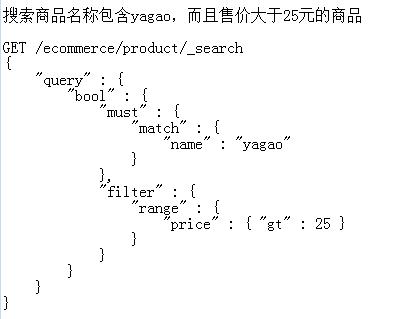 搜索商品名称包含yagao，而且售价大于25元的商品
GET /ecommerce/product/_search
{
    "query" : {
        "bool" : {
            "must" : {
                "match" : {
                    "name" : "yagao"
                }
            },
            "filter" : {
                "range" : {
                    "price" : { "gt" : 25 }
                }
            }
        }
    }
}